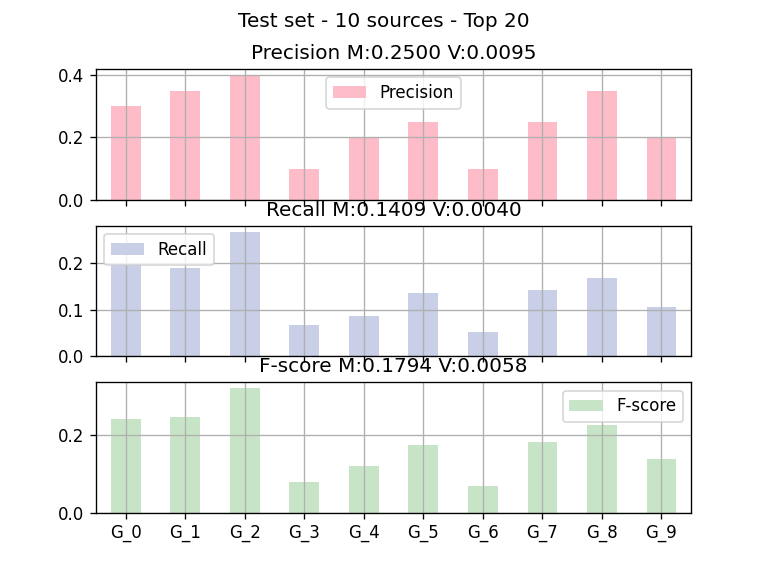 Test set - 10 sources - Top 20
Precision M:0.2500 V:0.0095
0.4
0.2
0.0
Precision
Recall M:0.1409 V:0.0040
0.2
0.1
0.0
Recall
F-score M:0.1794 V:0.0058
0.2
0.0
F-score
G_0 G_1 G_2 G_3 G_4 G_5 G_6 G_7 G_8 G_9